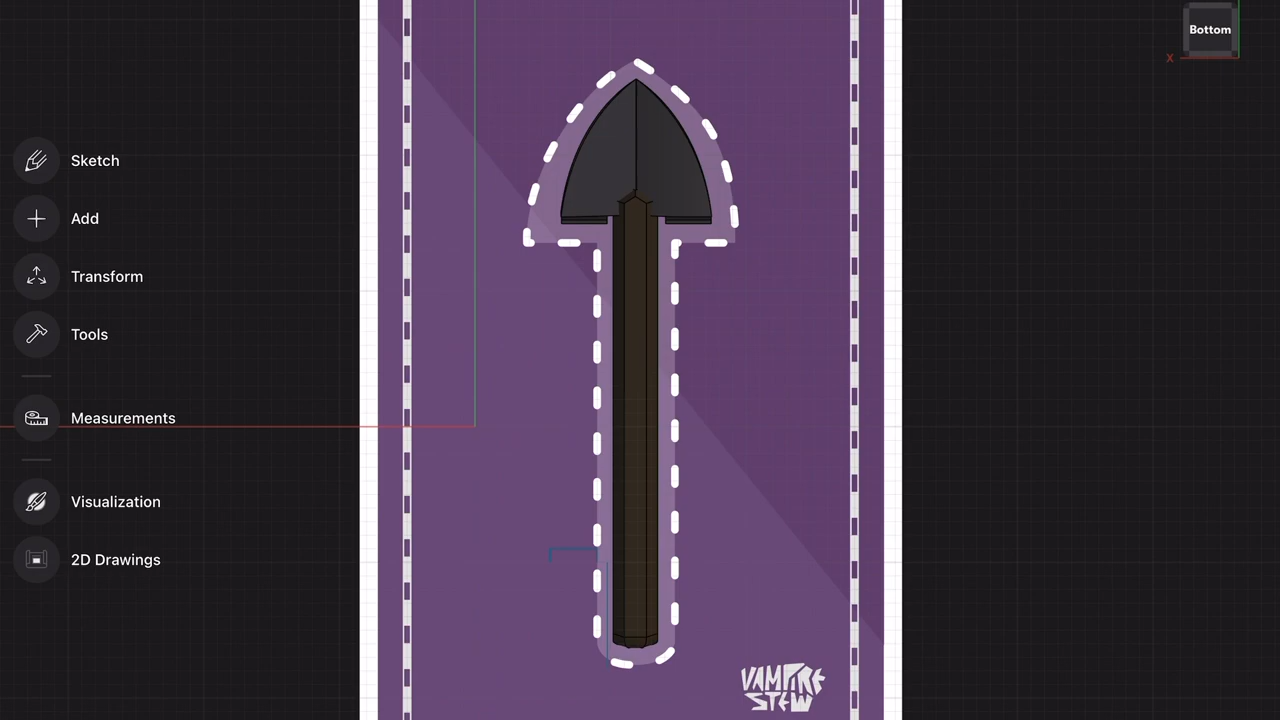 Bottom
X
Sketch
Add
Transform
Tools
Measurements
Visualization
2D Drawings
VAMPIRE
STEW